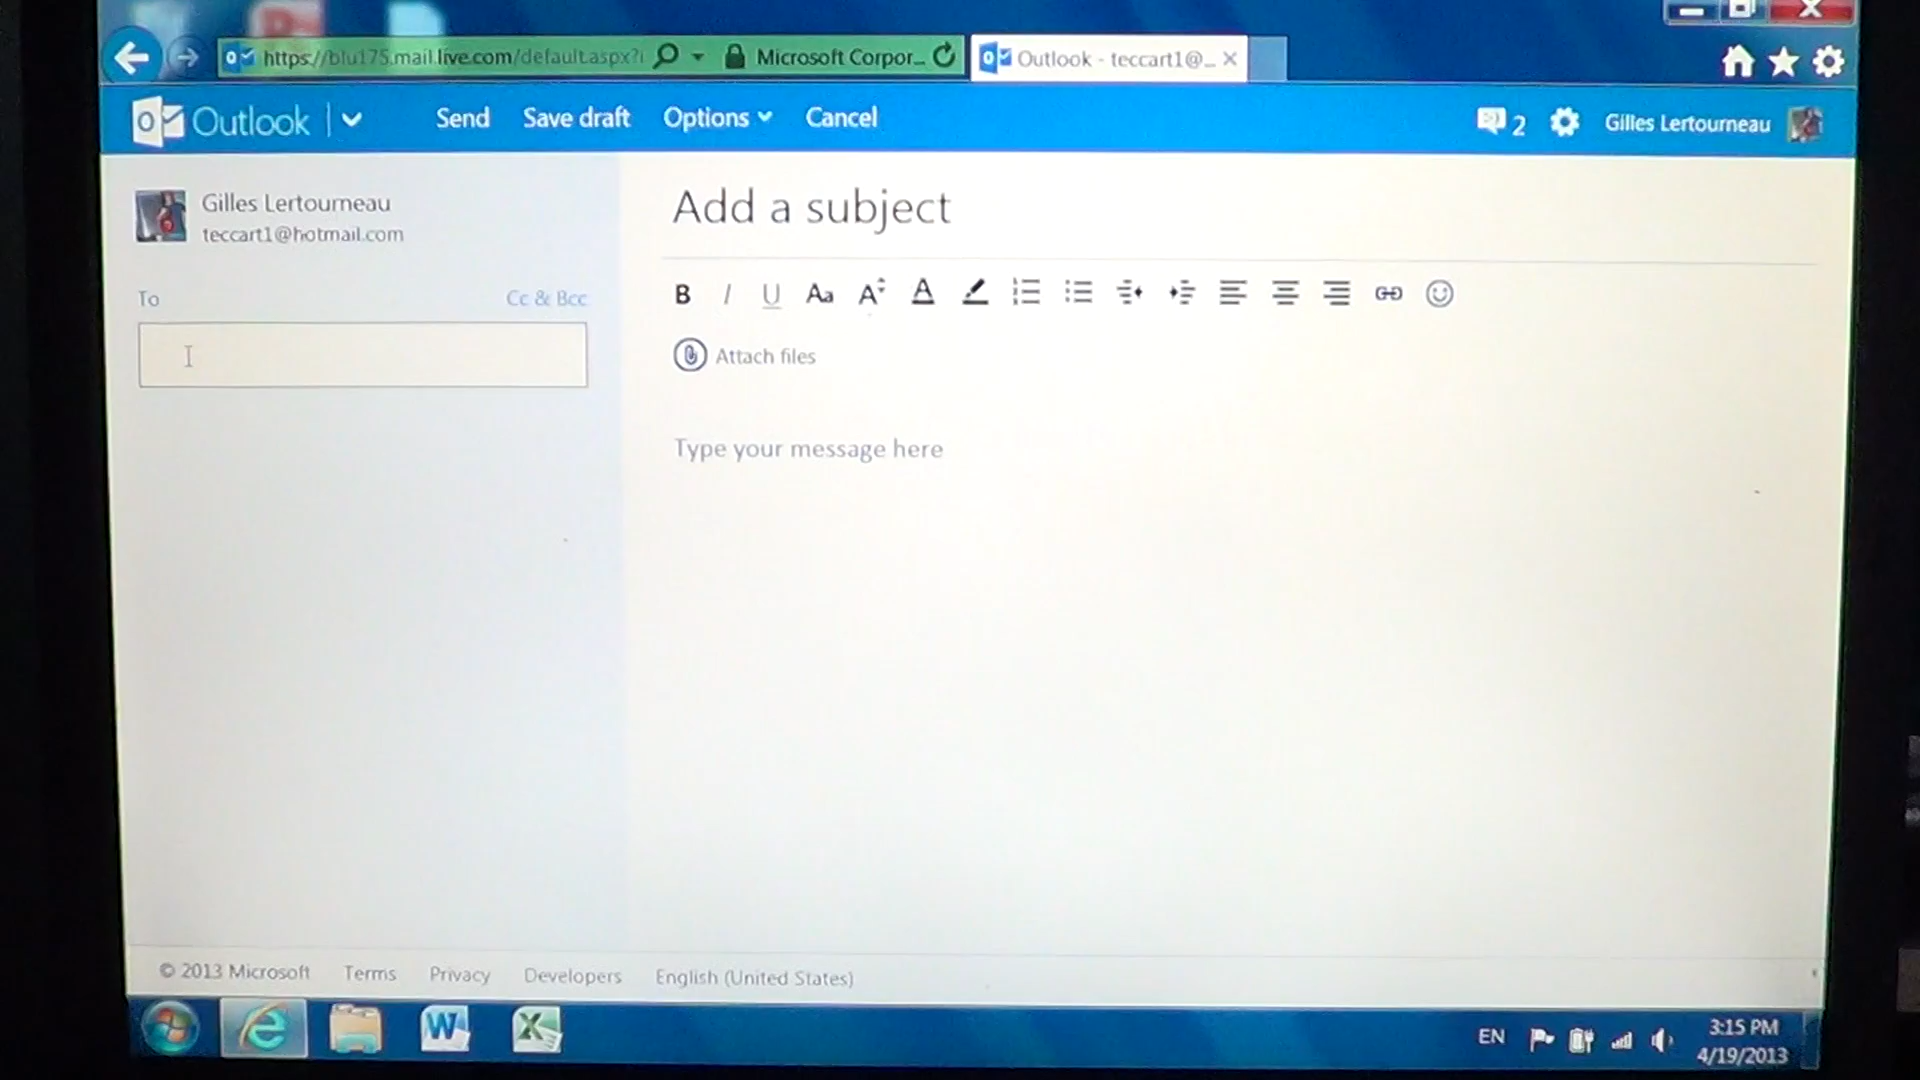 https://blu175.mail.live.com/default.aspx?i
Microsoft Corpor...
Outlook - teccart1@...
Outlook
Send
Save draft
Options
Cancel
2
Gilles Lertourneau
Gilles Lertourneau
teccart1@hotmail.com
To
Cc & Bcc
Add a subject
B I U Aa A A
Attach files
Type your message here
© 2013 Microsoft
Terms
Privacy
Developers
English (United States)
EN
3:15 PM
4/19/2013